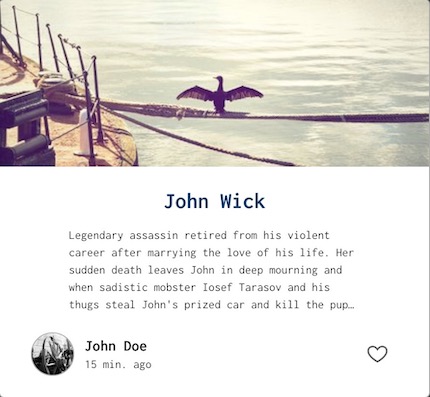 John Wick
Legendary assassin retired from his violent
career after marrying the love of his life. Her
sudden death leaves John in deep mourning and
when sadistic mobster Iosef Tarasov and his
thugs steal John's prized car and kill the pup…
John Doe
15 min. ago